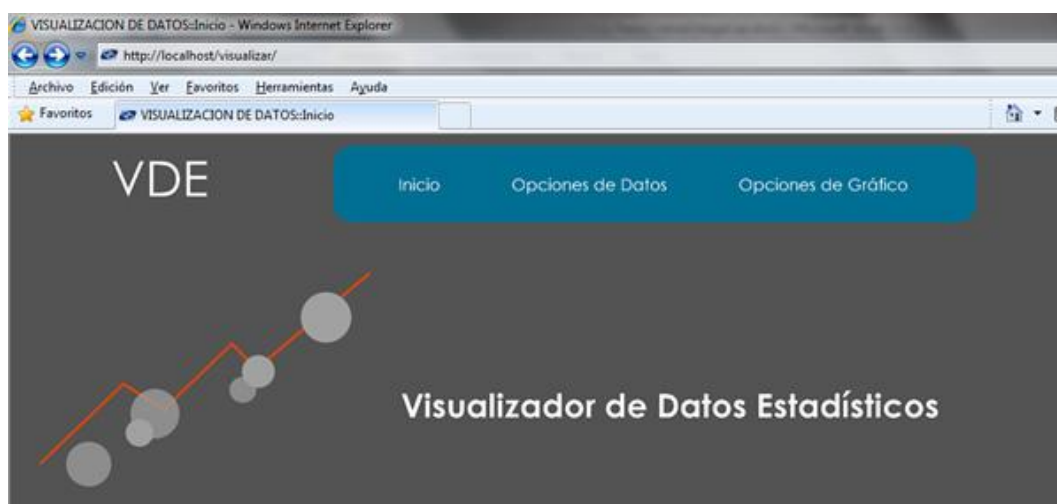 VISUALIZACION DE DATOS::Inicio - Windows Internet Explorer
http://localhost/visualizar/
Archivo Edición Ver Favoritos Herramientas Ayuda
Favoritos VISUALIZACION DE DATOS::Inicio
VDE Inicio Opciones de Datos Opciones de Gráfico
Visualizador de Datos Estadísticos